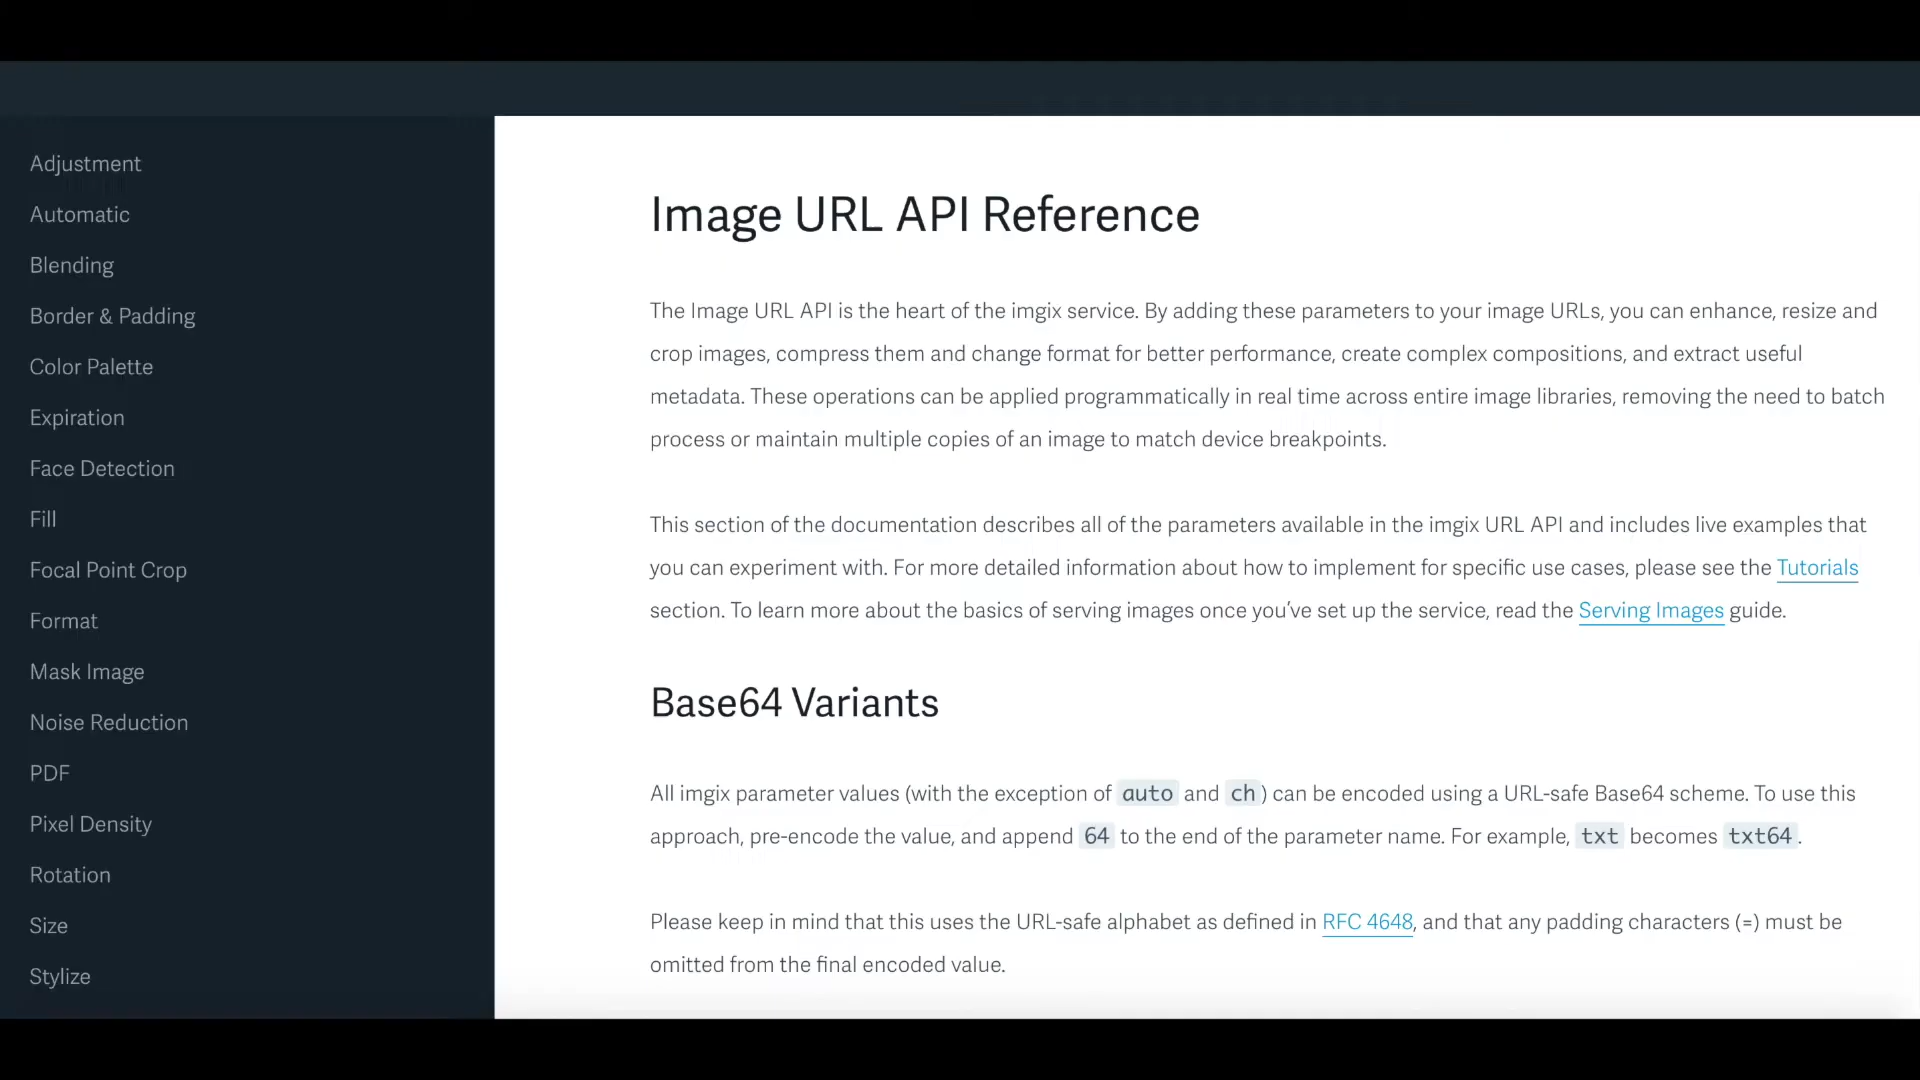 Adjustment
Automatic
Blending
Border & Padding
Color Palette
Expiration
Face Detection
Fill
Focal Point Crop
Format
Mask Image
Noise Reduction
PDF
Pixel Density
Rotation
Size
Stylize
Image URL API Reference
The Image URL API is the heart of the imgix service. By adding these parameters to your image URLs, you can enhance, resize and
crop images, compress them and change format for better performance, create complex compositions, and extract useful
metadata. These operations can be applied programmatically in real time across entire image libraries, removing the need to batch
process or maintain multiple copies of an image to match device breakpoints.
This section of the documentation describes all of the parameters available in the imgix URL API and includes live examples that
you can experiment with. For more detailed information about how to implement for specific use cases, please see the Tutorials
section. To learn more about the basics of serving images once you’ve set up the service, read the Serving Images guide.
Base64 Variants
All imgix parameter values (with the exception of auto and ch) can be encoded using a URL-safe Base64 scheme. To use this
approach, pre-encode the value, and append 64 to the end of the parameter name. For example, txt becomes txt64.
Please keep in mind that this uses the URL-safe alphabet as defined in RFC 4648, and that any padding characters (=) must be
omitted from the final encoded value.